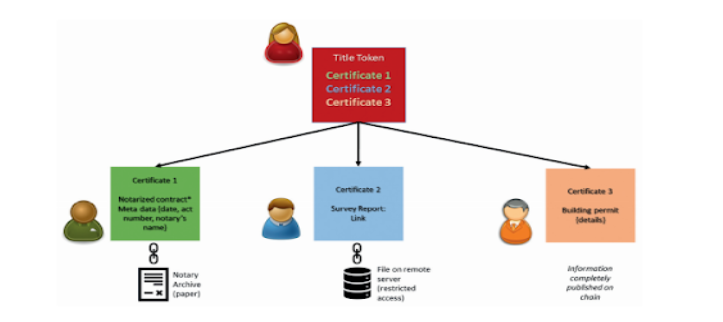 Title Token
Certificate 1
Certificate 2
Certificate 3
Certificate 1
Notarized contract*
Meta data (date, act
number, notary's
name)
Certificate 2
Survey Report:
Link
Certificate 3
Building permit
(details)
Notary
Archive
(paper)
File on remote
server
(restricted
access)
Information
completely
published on
chain